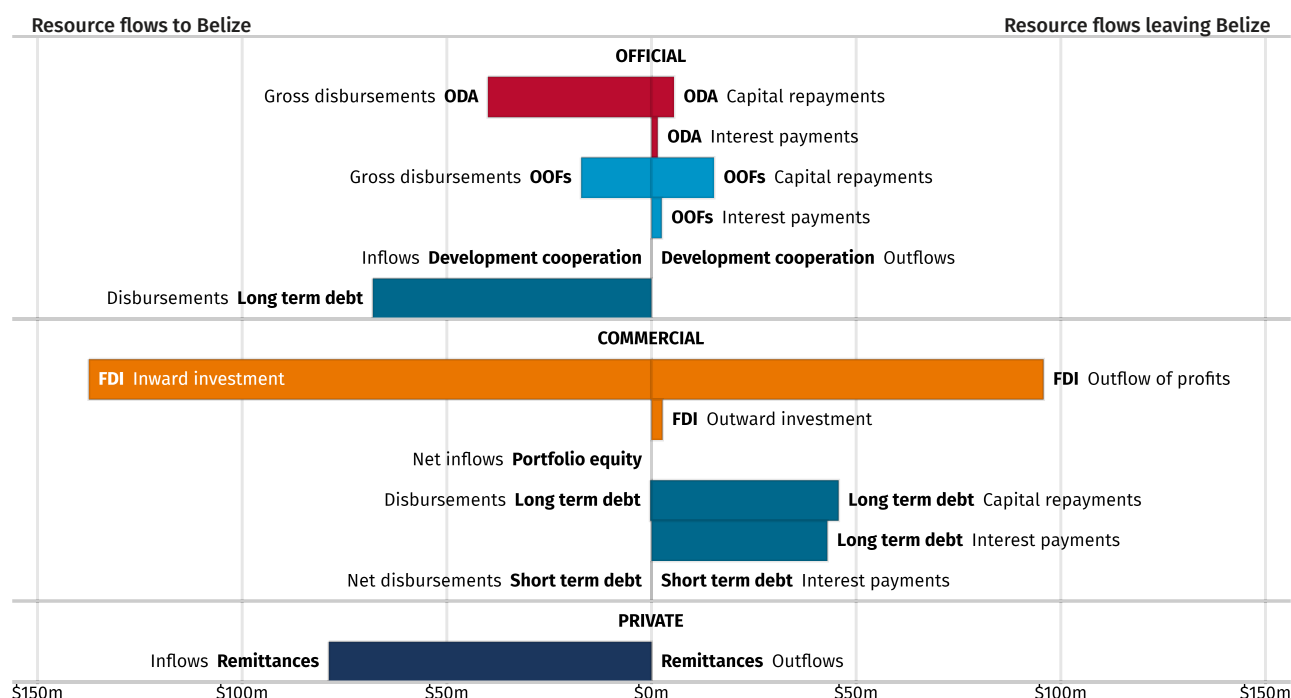 Resource flows to Belize
Resource flows leaving Belize
OFFICIAL
Gross disbursements ODA
ODA Capital repayments
ODA Interest payments
Gross disbursements OOFs
OOFs Capital repayments
OOFs Interest payments
Inflows Development cooperation
Development cooperation Outflows
Disbursements Long term debt
COMMERCIAL
FDI Inward investment
FDI Outflow of profits
FDI Outward investment
Net inflows Portfolio equity
Disbursements Long term debt
Long term debt Capital repayments
Long term debt Interest payments
Net disbursements Short term debt
Short term debt Interest payments
PRIVATE
Inflows Remittances
Remittances Outflows
$150m $100m $50m $0m $50m $100m $150m